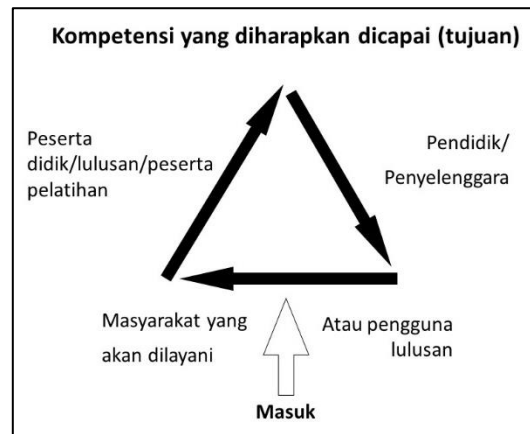 Kompetensi yang diharapkan dicapai (tujuan)
Peserta
didik/lulusan/peserta
pelatihan
Pendidik/
Penyelenggara
Masyarakat yang
akan dilayani
Atau pengguna
lulusan
Masuk